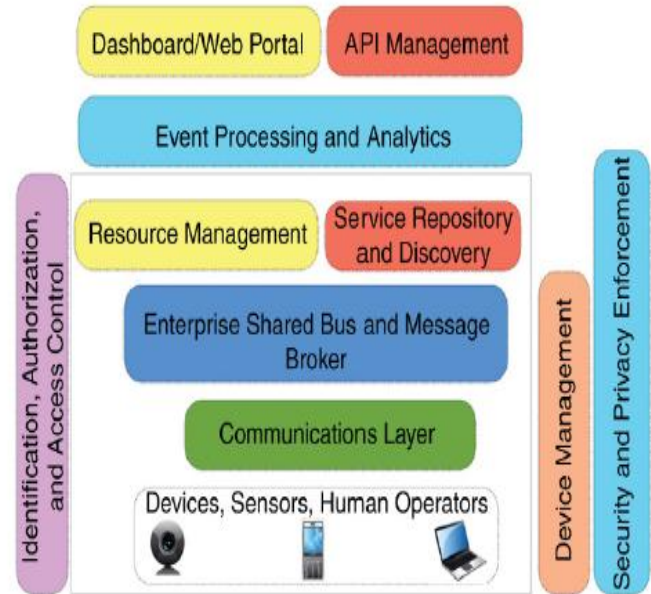 Dashboard/Web Portal
API Management
Event Processing and Analytics
Identification, Authorization,
and Access Control
Resource Management
Service Repository
and Discovery
Enterprise Shared Bus and Message
Broker
Communications Layer
Devices, Sensors, Human Operators
Device Management
Security and Privacy Enforcement